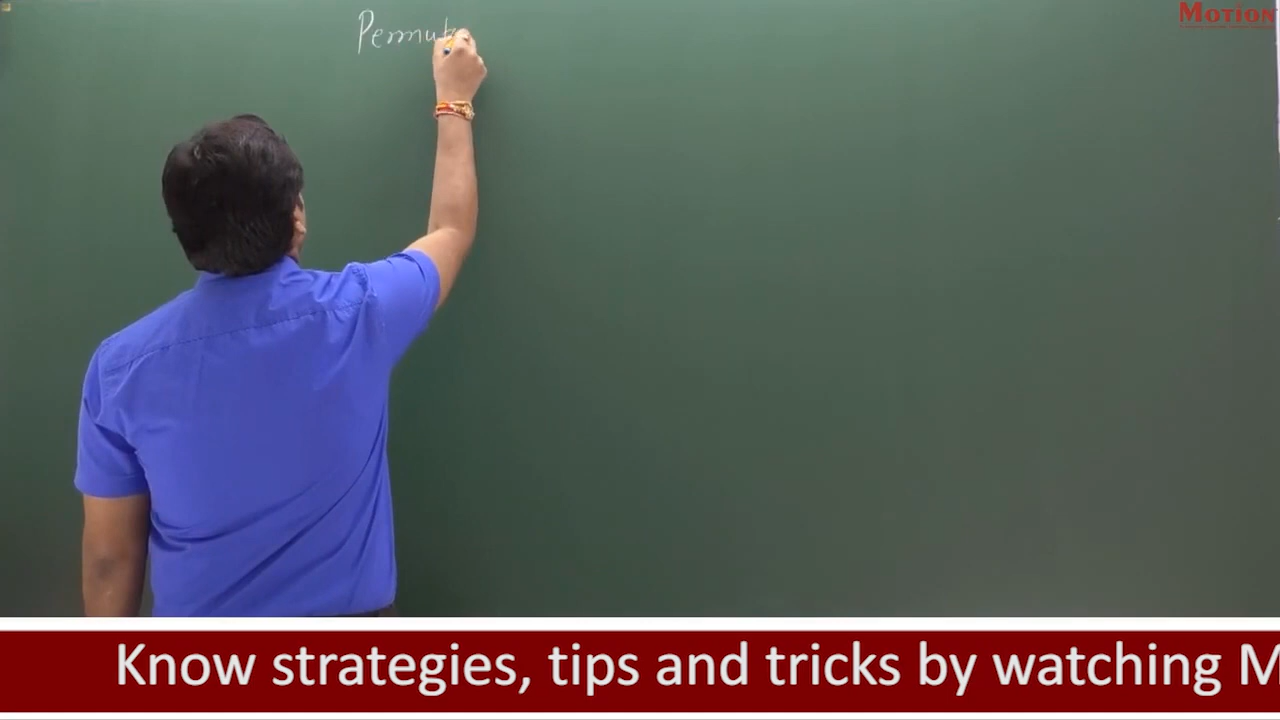 MOTION
Permut
Know strategies, tips and tricks by watching M